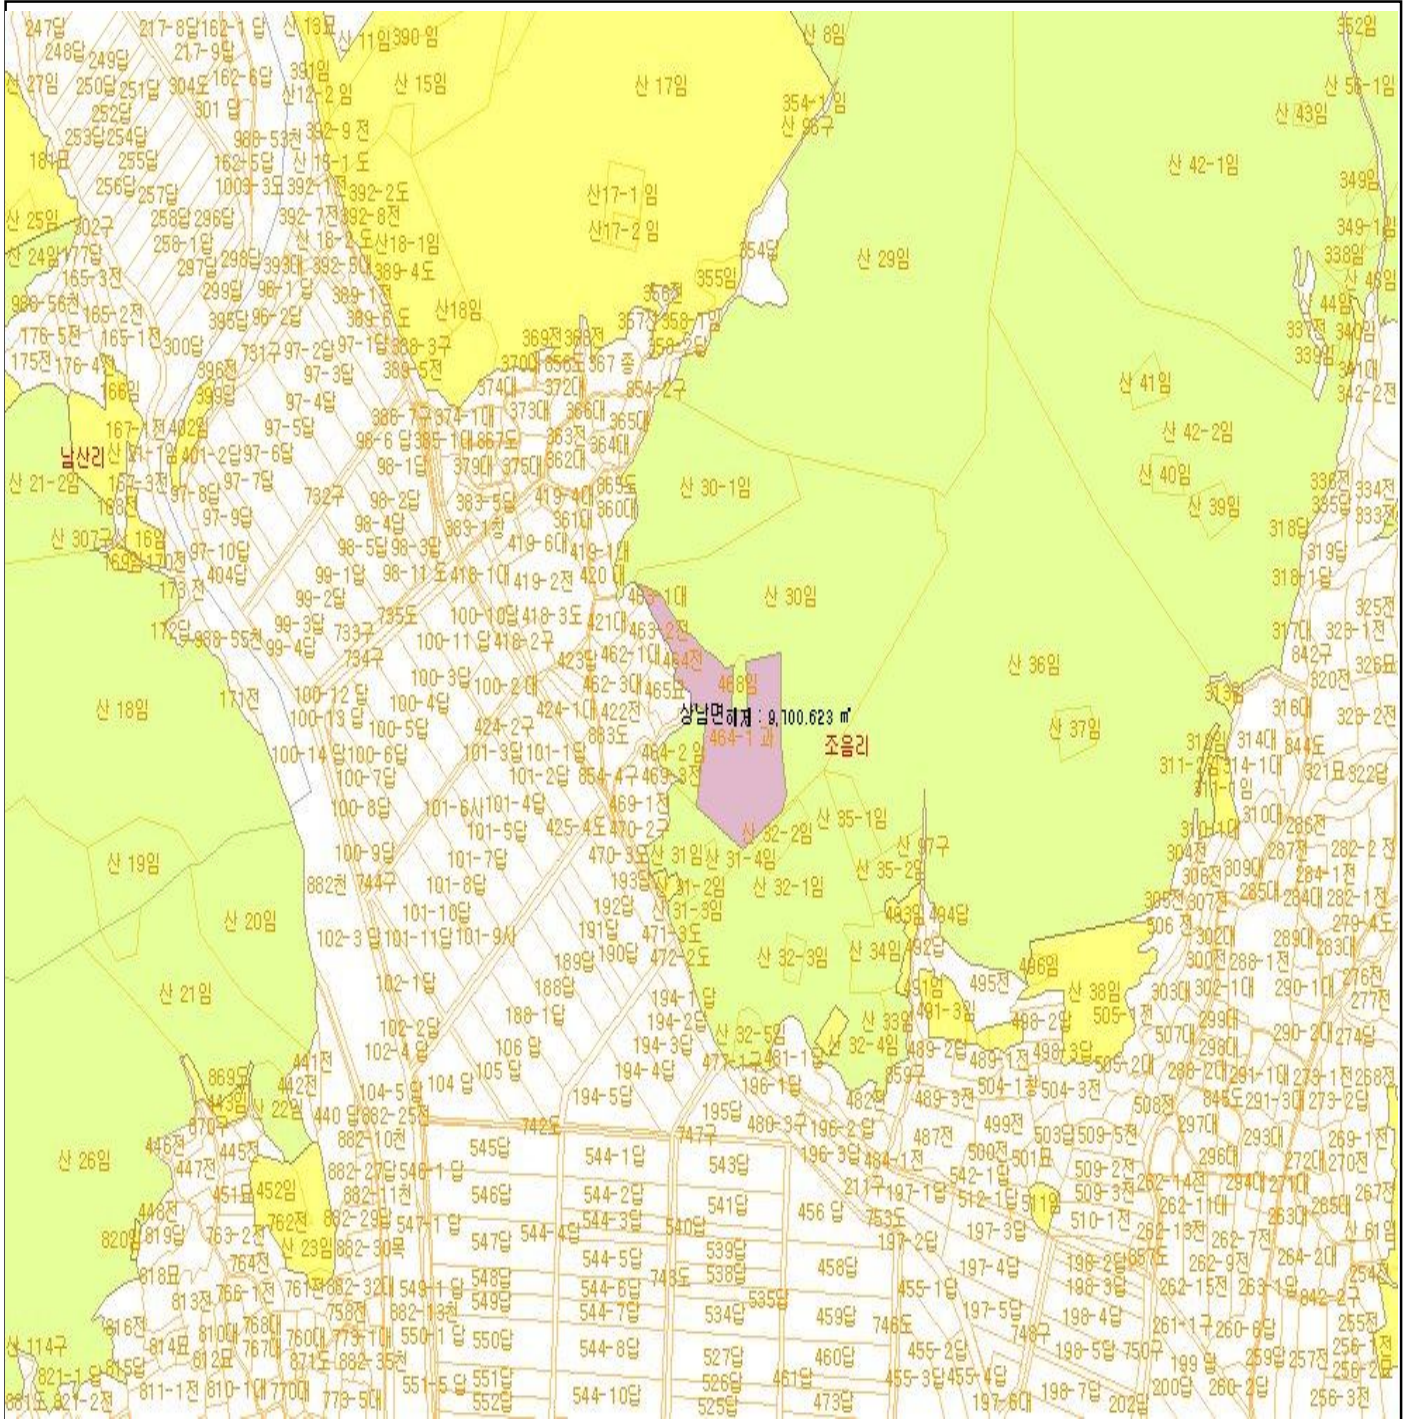 247답 217-8답 162-1 답 산 13묘 산 11임 390 임 산 8임 352임
248답 249답 217-9답 391임 산 15임 산 17임 산 56-1임
산 27임 250답 251답 304도 162-6답 산12-2 임 354-1 임 산 43임
252답 301 답 392-9 전 산 96구
253답 254답 988-53천
181묘 255답 162-5답 산 15-1 도 산 42-1임
256답 257답 1003-3도 392-1전 392-2도 산17-1 임 349임
산 25임 302구 258답 296답 392-7전 392-8전 산17-2 임 349-1임
산 24임 177답 258-1답 산 18-2 도 산18-1임 354답 산 29임 338임
165-3전 297답 298답 393대 392-5대 389-4도 355임 산 46임
988-56천 165-2전 299답 96-1 답 389-1전 356전 산 44임
176-5전 165-1전 395답 96-2답 389-6 도 산18임 358-1임 337전 340임
175전 300답 731구 97-2답 97-1답 388-3구 369전 368전 358-2답 339임 341대
396전 97-3답 389-5전 370대 856도 367 종 산 41임 342-2전
166임 399답 97-4답 374대 372대 854-2구
167-1전 402임 97-5답 386-7구 374-1대 373대 366대 365대
남산리 401-2답 97-6답 98-6 답 385-1대 867도 363전 364대 산 42-2임
산 21-2임 157-3전 97-8답 97-7답 98-1답 379대 375대 362대 산 30-1임 산 40임 336전 334전
168전 97-9답 732구 98-2답 383-5답 419-4대 865도 360대 산 39임 335답 333전
산 307구 산 16임 98-4답 383-1창 361대 318답
169임 170전 97-10답 98-5답 98-3답 419-6대 419-1대 319답
173 전 404답 99-1답 98-11 도 418-1대 419-2전 420 대 318-1답
99-2답 463-1대 산 30임 325전
172답 988-55천 99-3답 733구 735도 100-10답 418-3도 421대 463-2전 317대 326-1전
99-4답 734구 100-11 답 418-2구 462-1대 464전 산 36임 842구 326묘
171전 100-12 답 100-3답 100-2 대 423답 462-3대 465묘 468임 313임 320전
산 18임 100-13 답 100-4답 424-1대 422전 상남면해제 : 9,100.623 ㎡ 316대 323-2전
100-5답 424-2구 863도 464-1 과 조음리 산 37임 314대 844도
100-14 답 100-6답 101-3답 101-1답 464-2 임 314-1대 321묘 322답
100-7답 101-2답 854-4구 469-3전
100-8답 101-6사 101-4답 469-1전 산 35-1임 310대
101-5답 425-4도 470-2구 산 32-2임 310-1대 286전
산 19임 100-9답 101-7답 470-3도 산 31임 산 31-4임 산 97구 304전 287전 282-2 전
882천 744구 101-8답 193답 산 31-2임 산 32-1임 산 35-2임 306전 309대 284-1전
산 20임 101-10답 192답 산 31-3임 493임 494답 305전 307전 285대 284대 282-1전
102-3 답 101-11답 101-9사 191답 471-3도 492답 506 전 302대 279-4도
189답 190답 472-2도 산 32-3임 산 34임 496임 300전 289대 283대
산 21임 102-1답 188답 194-1 답 491임 495전 산 38임 303대 288-1전 276전
188-1답 194-2답 산 33임 491-3임 505-1전 302-1대 290-1대 277전
102-2답 106 답 194-3답 산 32-5임 산 32-4임 498-2답 507대 299대 290-2대 274답
102-4 답 105 답 194-4답 477-1구 481-1답 489-2답 489-1전 505-2대 298대
441전 104-5 답 104 답 196-1답 859구 504-1창 504-3전 288-2대 291-1대 273-1전 268전
869도 442전 194-5답 482전 489-3전 845도 291-3대 273-2답
443임 산 22임 440 답 882-25전 195답 480-3구 196-2 답 499전 508전 297대
870구 742도 747구 487전 503답 509-5전 293대 269-1전
446전 445전 882-10천 545답 544-1답 543답 196-3답 484-1전 500전 501묘 296대
산 26임 447전 882-27답 546-1 답 542-1답 509-2전 272대 270전
451묘 452임 882-11천 546답 544-2답 541답 211구 197-1답 512-1답 509-3전 262-14전 294대 271대 267전
448전 762전 882-29답 544-3답 456 답 511임 262-11대 265대
820임 819답 763-2전 547-1 답 544-4답 540답 753도 197-3답 510-1전 262-13전 263대 산 61임
산 23임 882-30목 547답 539답 197-2답 262-7전
764전 544-5답 458답 197-4답 198-2답 857도 262-9전 264-2대
818묘 548답 538답 254전
766-1전 761전 882-32대 549-1 답 544-6답 743도 535답 455-1답 198-3답 262-15전 263-1답 842-2구
813전 758전 882-13천 549답 544-7답 534답 459답 197-5답 198-4답
816전 810대 768대 760대 773-1대 550-1 답 550답 746도 748구 261-1구 260-6답 255전
산 114구 814묘 767대 544-8답 527답 460답 455-2답 198-5답 750구 256-1전
815답 812묘 871도 882-35천 199 답 259답 257전
821-1 답 551-5 답 551답 526답 461답 455-3답 455-4답 256-2묘
881도 821-2전 811-1전 810-1대 770대 773-5대 552답 544-10답 525답 473답 197-6대 198-7답 202답 200답 260-2답 256-3전